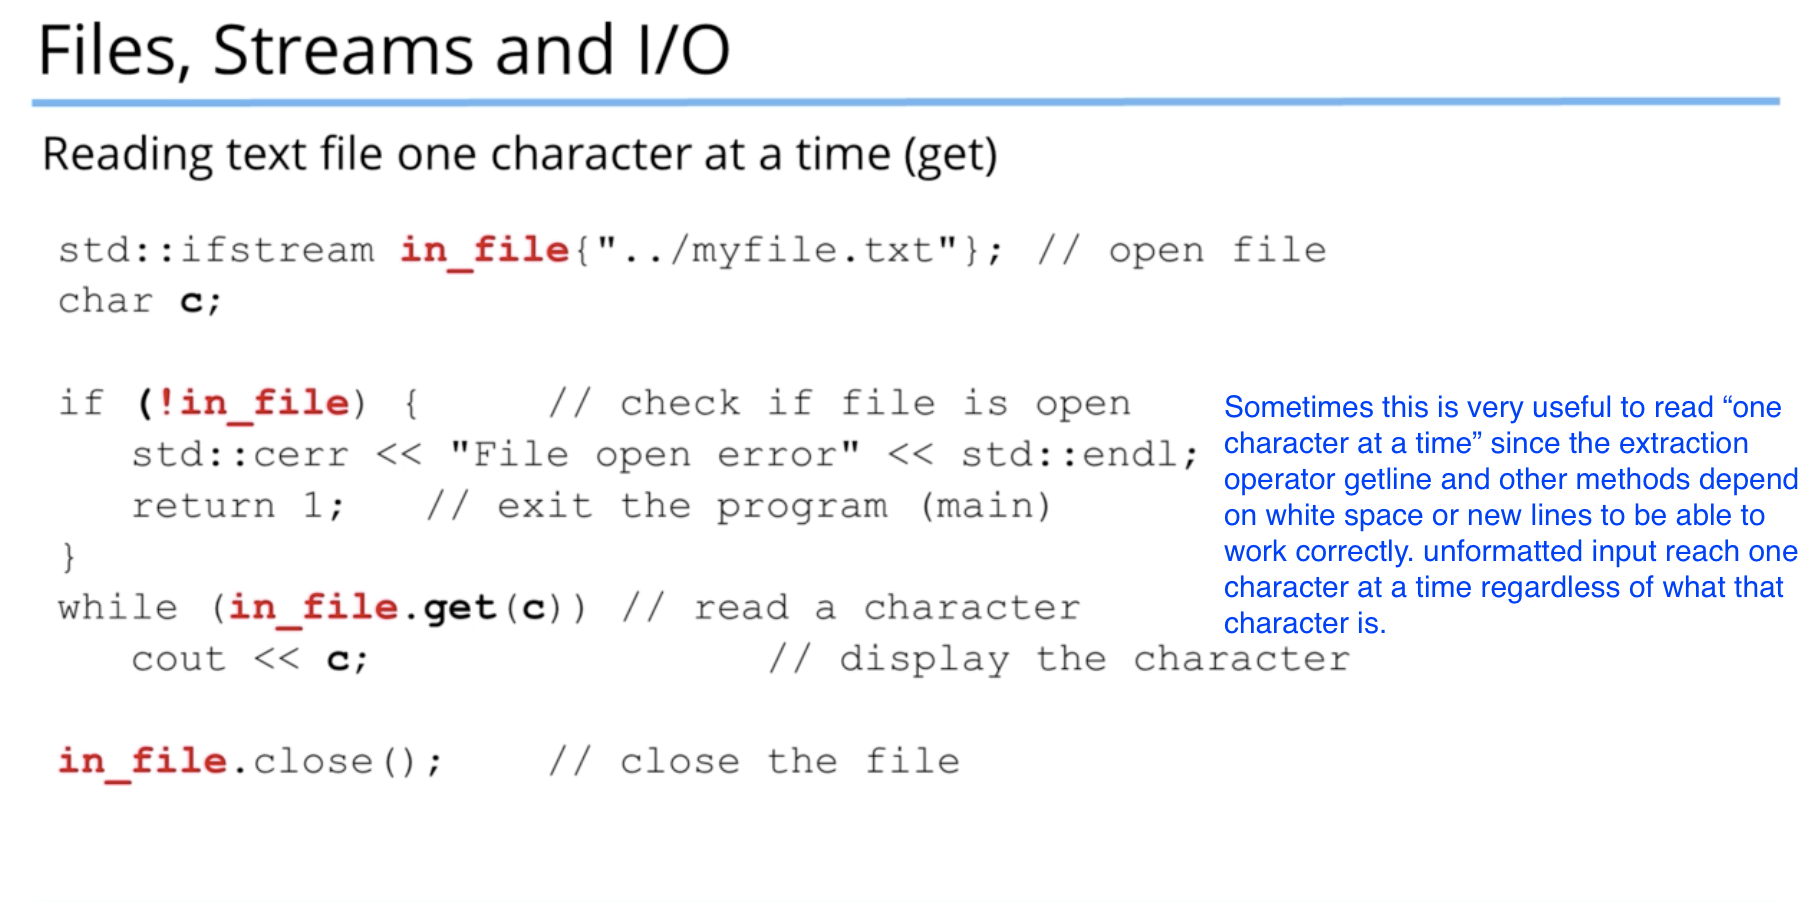 Files, Streams and I/O
Reading text file one character at a time (get)
std::ifstream in_file{"../myfile.txt"}; // open file
char c;
if (!in_file) { // check if file is open
std::cerr << "File open error" << std::endl;
return 1; // exit the program (main)
}
while (in_file.get(c)) // read a character
cout << c; // display the character
in_file.close(); // close the file
Sometimes this is very useful to read “one
character at a time” since the extraction
operator getline and other methods depend
on white space or new lines to be able to
work correctly. unformatted input reach one
character at a time regardless of what that
character is.